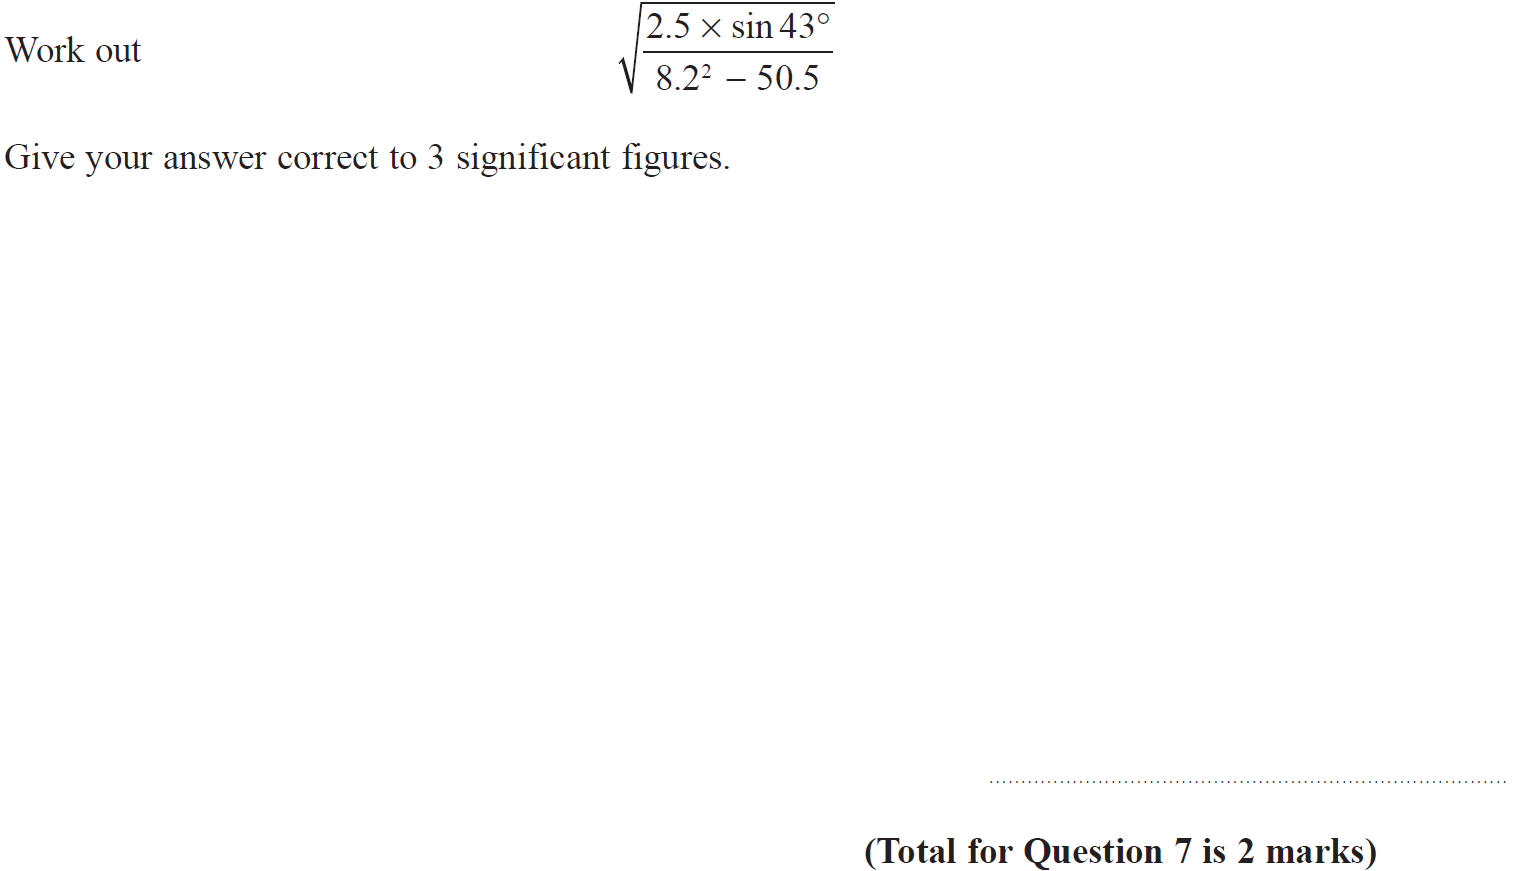 Work out
√(2.5 × sin 43° / 8.2² – 50.5)
Give your answer correct to 3 significant figures.
(Total for Question 7 is 2 marks)